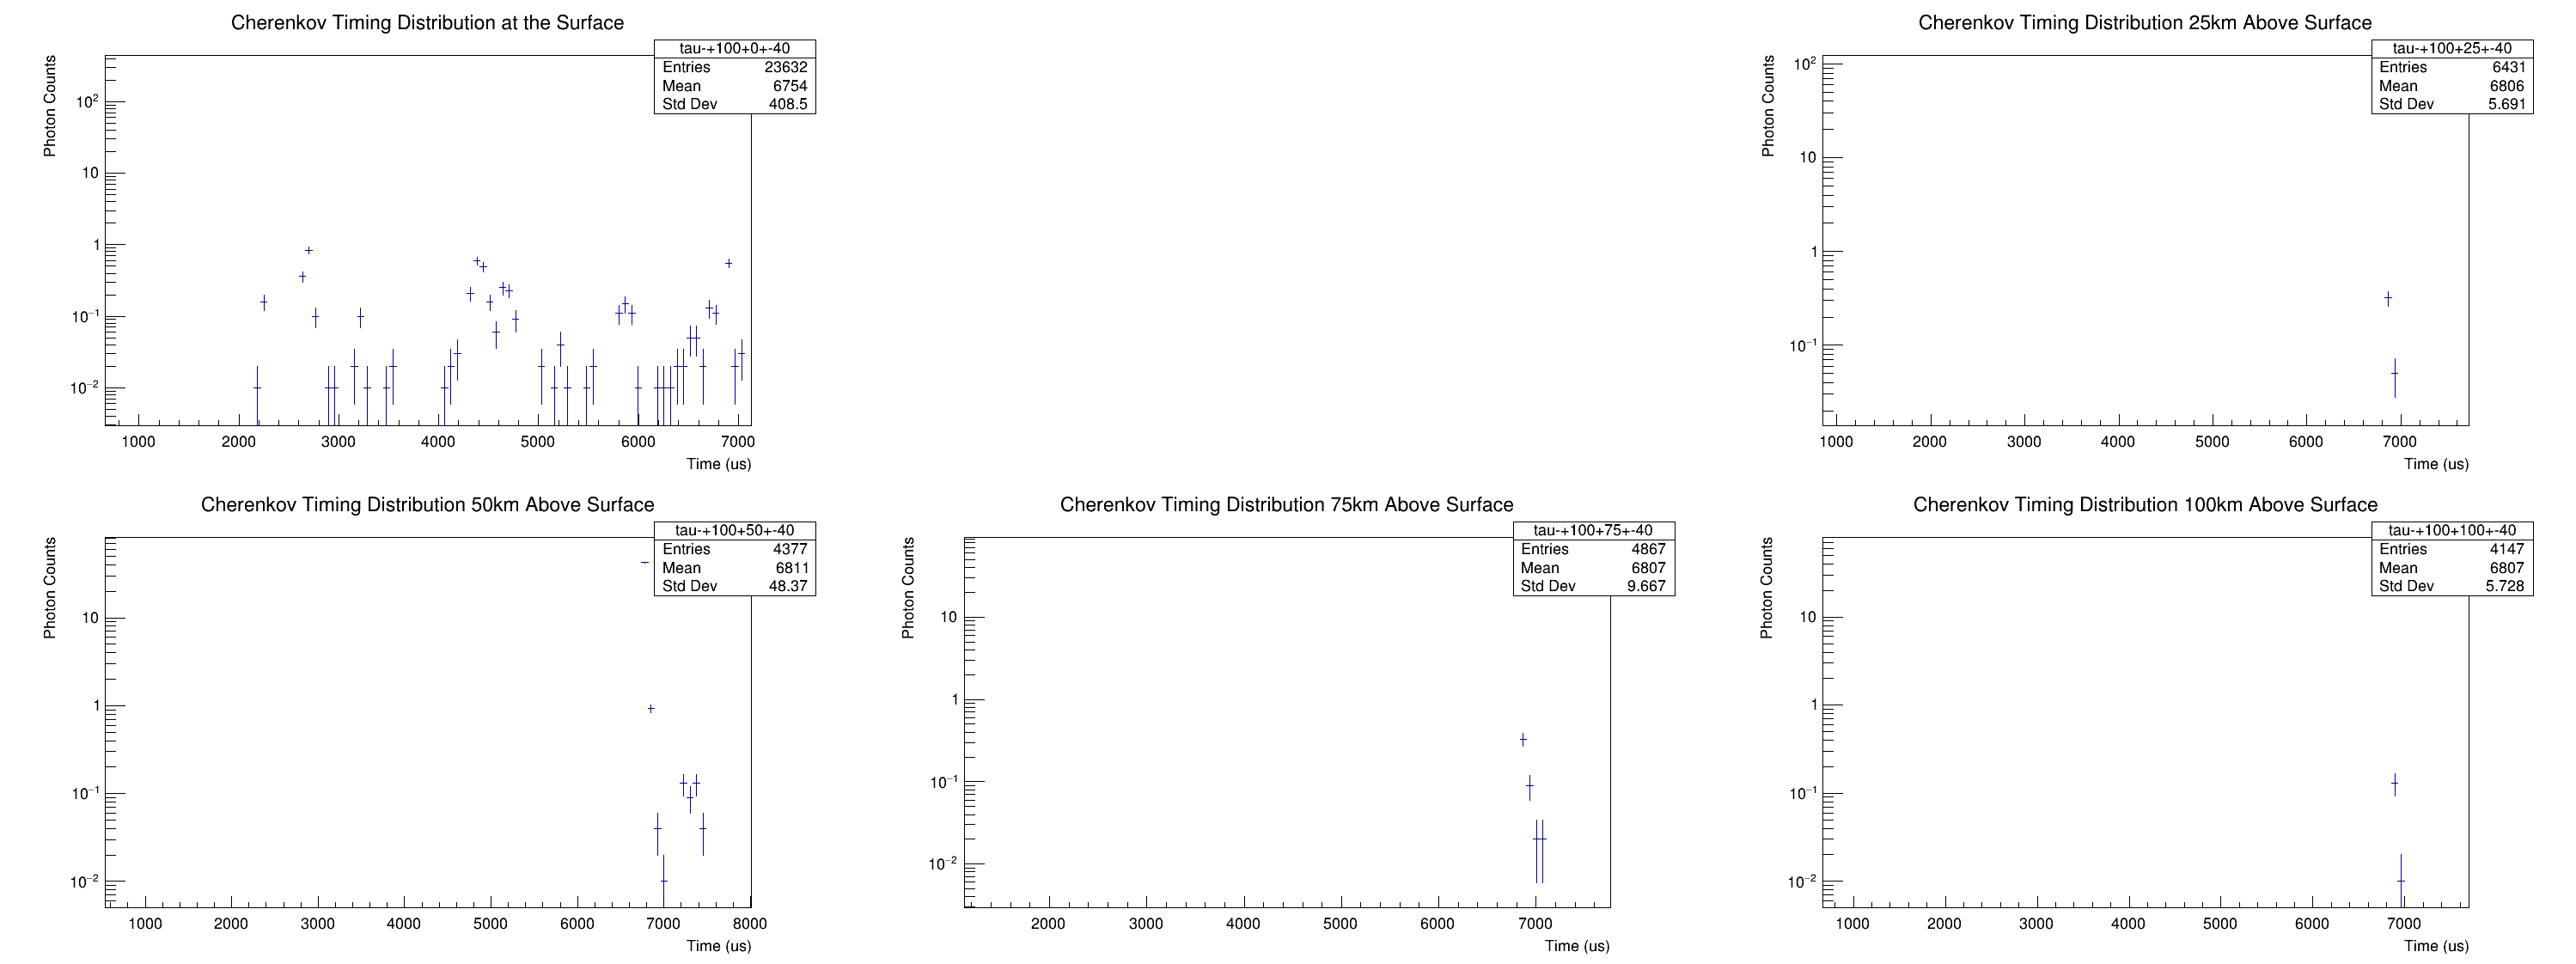 Cherenkov Timing Distribution at the Surface
tau-+100+0+-40
Entries 23632
Mean 6754
Std Dev 408.5
Photon Counts
10²
10
1
10⁻¹
10⁻²
1000 2000 3000 4000 5000 6000 7000
Time (us)
Cherenkov Timing Distribution 25km Above Surface
tau-+100+25+-40
Entries 6431
Mean 6806
Std Dev 5.691
Photon Counts
10²
10
1
10⁻¹
1000 2000 3000 4000 5000 6000 7000
Time (us)
Cherenkov Timing Distribution 50km Above Surface
tau-+100+50+-40
Entries 4377
Mean 6811
Std Dev 48.37
Photon Counts
10
1
10⁻¹
10⁻²
1000 2000 3000 4000 5000 6000 7000 8000
Time (us)
Cherenkov Timing Distribution 75km Above Surface
tau-+100+75+-40
Entries 4867
Mean 6807
Std Dev 9.667
Photon Counts
10
1
10⁻¹
10⁻²
2000 3000 4000 5000 6000 7000
Time (us)
Cherenkov Timing Distribution 100km Above Surface
tau-+100+100+-40
Entries 4147
Mean 6807
Std Dev 5.728
Photon Counts
10
1
10⁻¹
10⁻²
1000 2000 3000 4000 5000 6000 7000
Time (us)